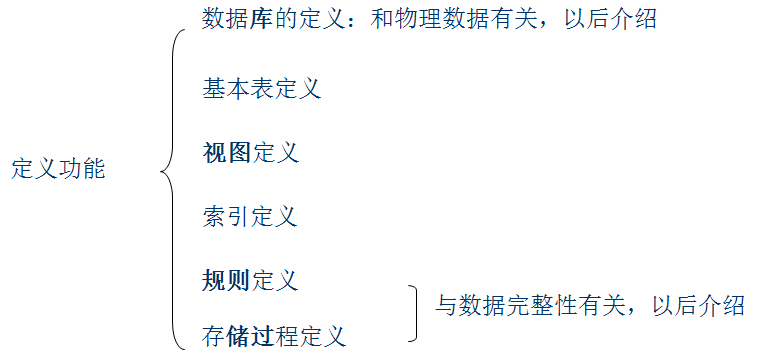 数据库的定义：和物理数据有关，以后介绍
基本表定义
视图定义
定义功能
索引定义
规则定义
与数据完整性有关，以后介绍
存储过程定义